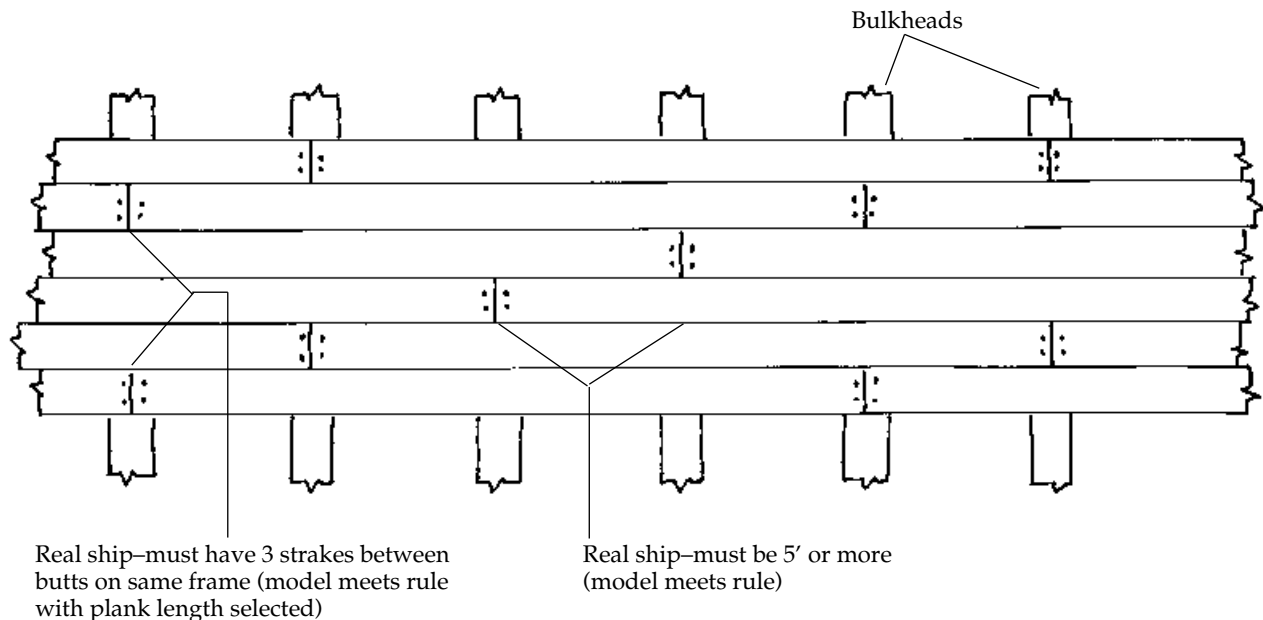 Bulkheads
Real ship–must have 3 strakes between
butts on same frame (model meets rule
with plank length selected)
Real ship–must be 5′ or more
(model meets rule)